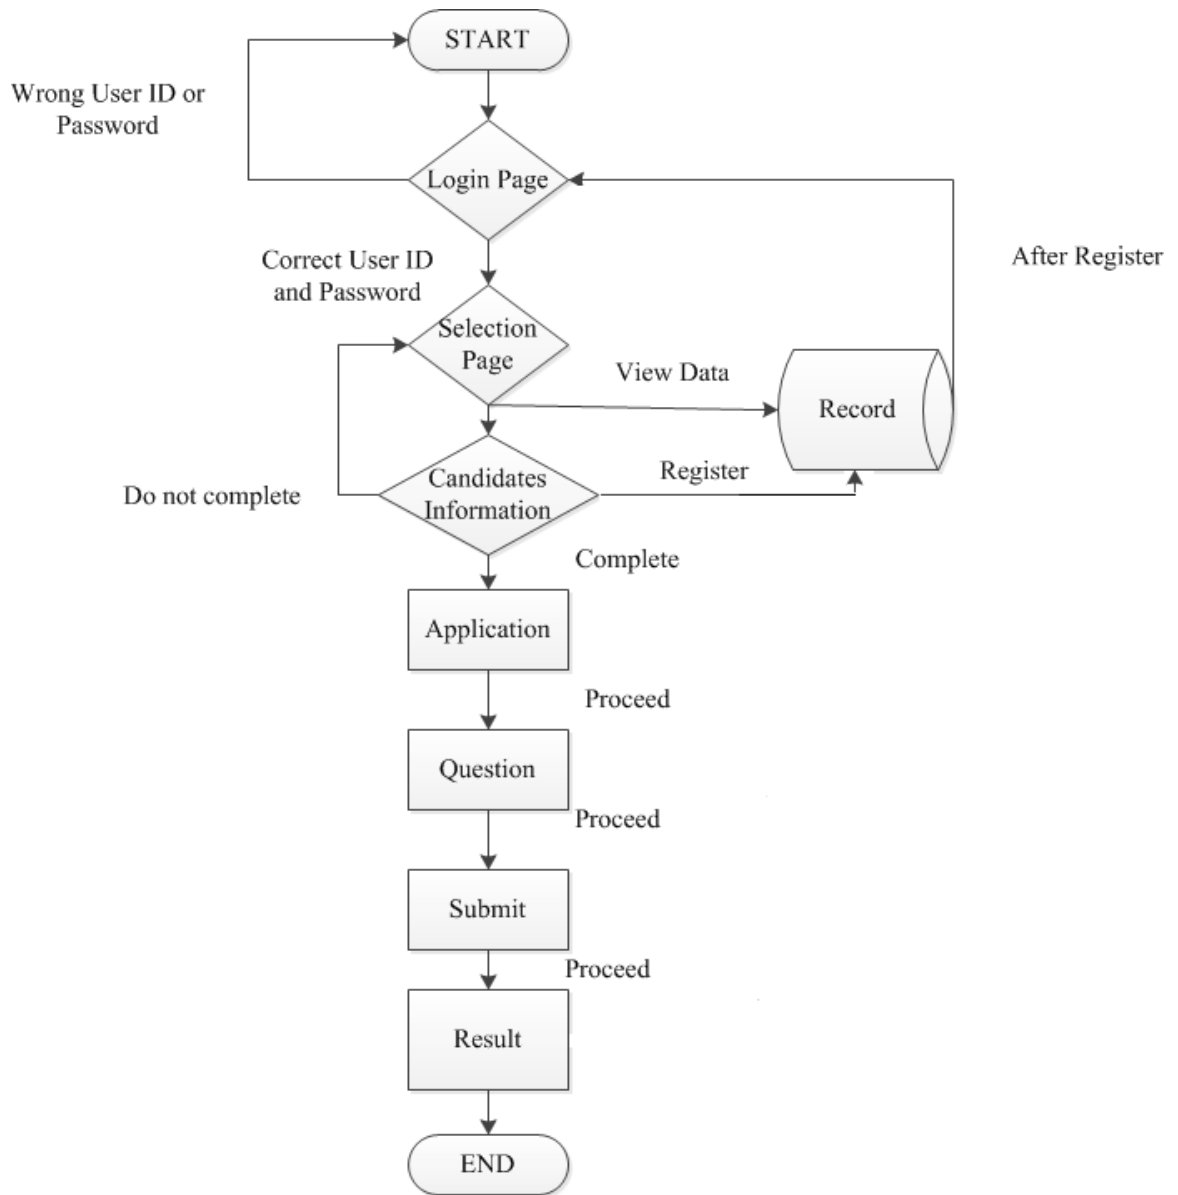 START
Wrong User ID or
Password
Login Page
After Register
Correct User ID
and Password
Selection
Page
View Data
Record
Register
Candidates
Information
Do not complete
Complete
Application
Proceed
Question
Proceed
Submit
Proceed
Result
END